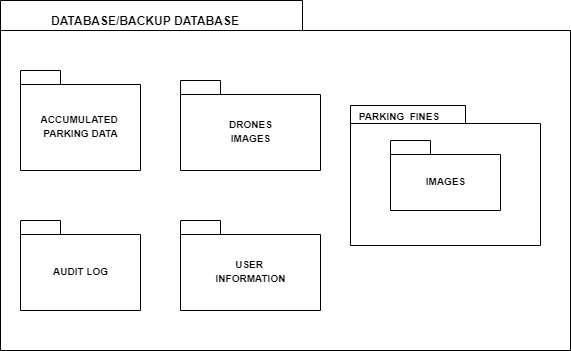 DATABASE/BACKUP DATABASE
ACCUMULATED
PARKING DATA
DRONES
IMAGES
PARKING FINES
IMAGES
AUDIT LOG
USER
INFORMATION